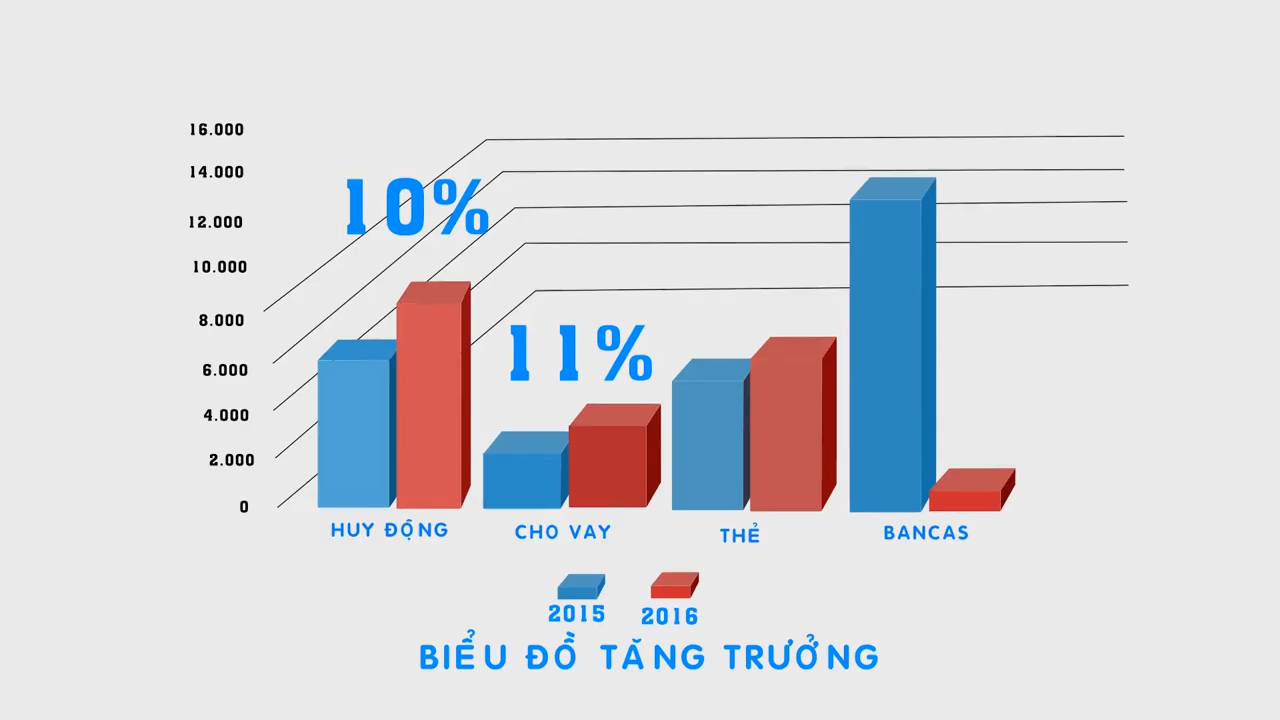 16.000
14.000
12.000
10.000
8.000
6.000
4.000
2.000
0
10%
11%
HUY ĐỘNG
CHO VAY
THẺ
BANCAS
2015
2016
BIỂU ĐỒ TĂNG TRƯỞNG